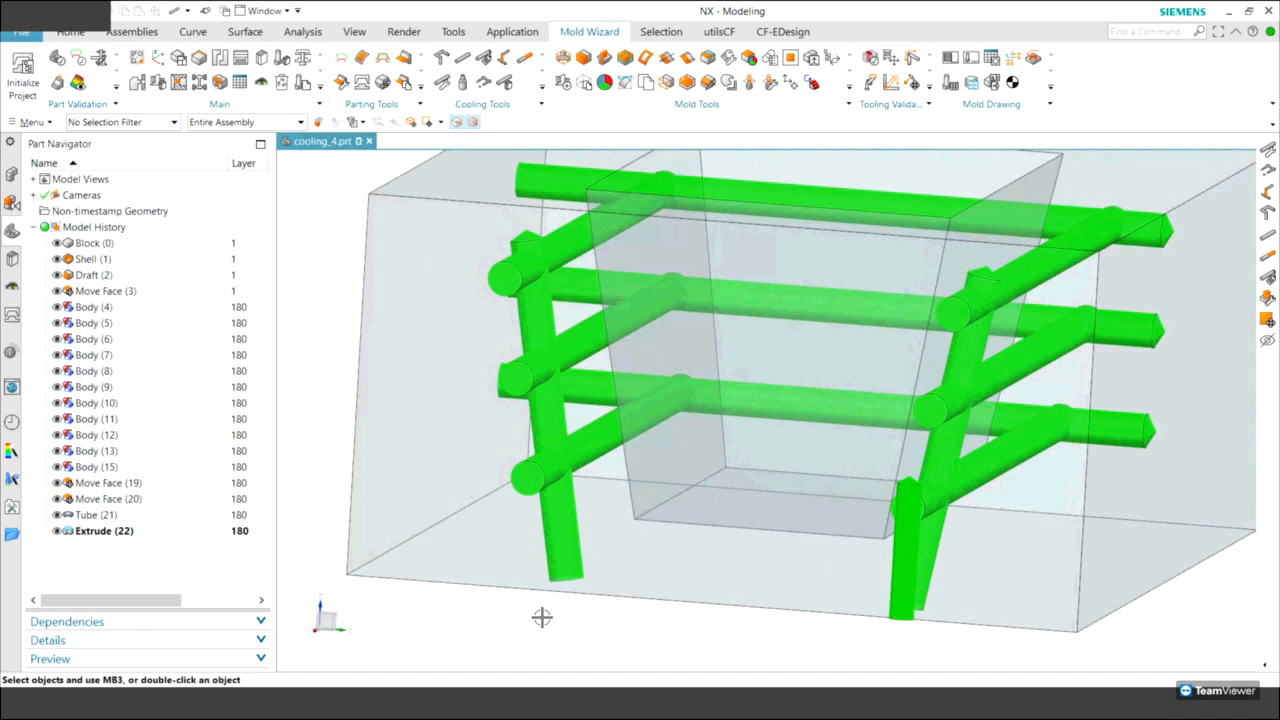 Window
NX - Modeling
SIEMENS
File
Home
Assemblies
Curve
Surface
Analysis
View
Render
Tools
Application
Mold Wizard
Selection
utilsCF
CF-EDesign
Find a Command
Initialize
Project
Part Validation
Main
Parting Tools
Cooling Tools
Mold Tools
Tooling Valida...
Mold Drawing
Menu
No Selection Filter
Entire Assembly
Part Navigator
cooling_4.prt
Name
Layer
Model Views
Cameras
Non-timestamp Geometry
Model History
Block (0) 1
Shell (1) 1
Draft (2) 1
Move Face (3) 1
Body (4) 180
Body (5) 180
Body (6) 180
Body (7) 180
Body (8) 180
Body (9) 180
Body (10) 180
Body (11) 180
Body (12) 180
Body (13) 180
Body (15) 180
Move Face (19) 180
Move Face (20) 180
Tube (21) 180
Extrude (22) 180
Dependencies
Details
Preview
Select objects and use MB3, or double-click an object
TeamViewer